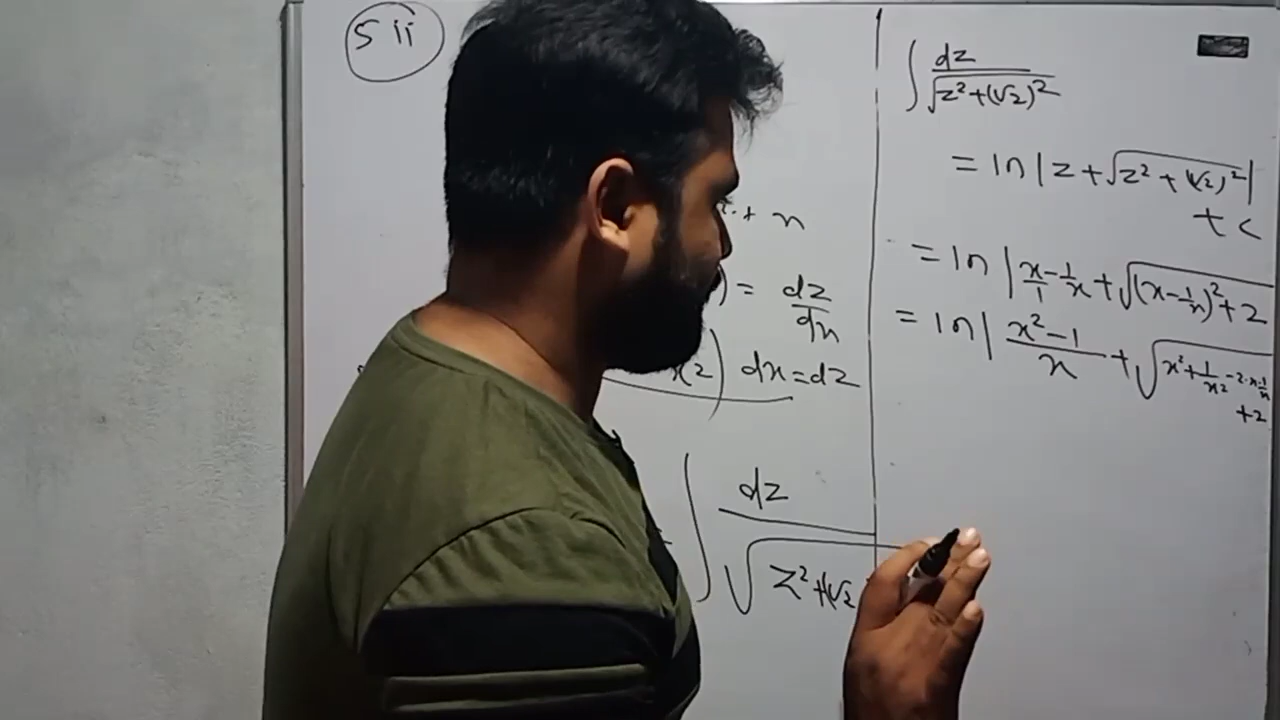 5 ii
+ x
) = dz/dx
x2) dx = dz
∫ dz/√z² + (√2
∫ dz/√z² + (√2)²
= ln |z + √z² + (√2)²|
+ c
= ln |x/1 - 1/x + √(x - 1/x)² + 2
= ln | x² - 1/x + √x² + 1/x² - 2·x·1/x
+2